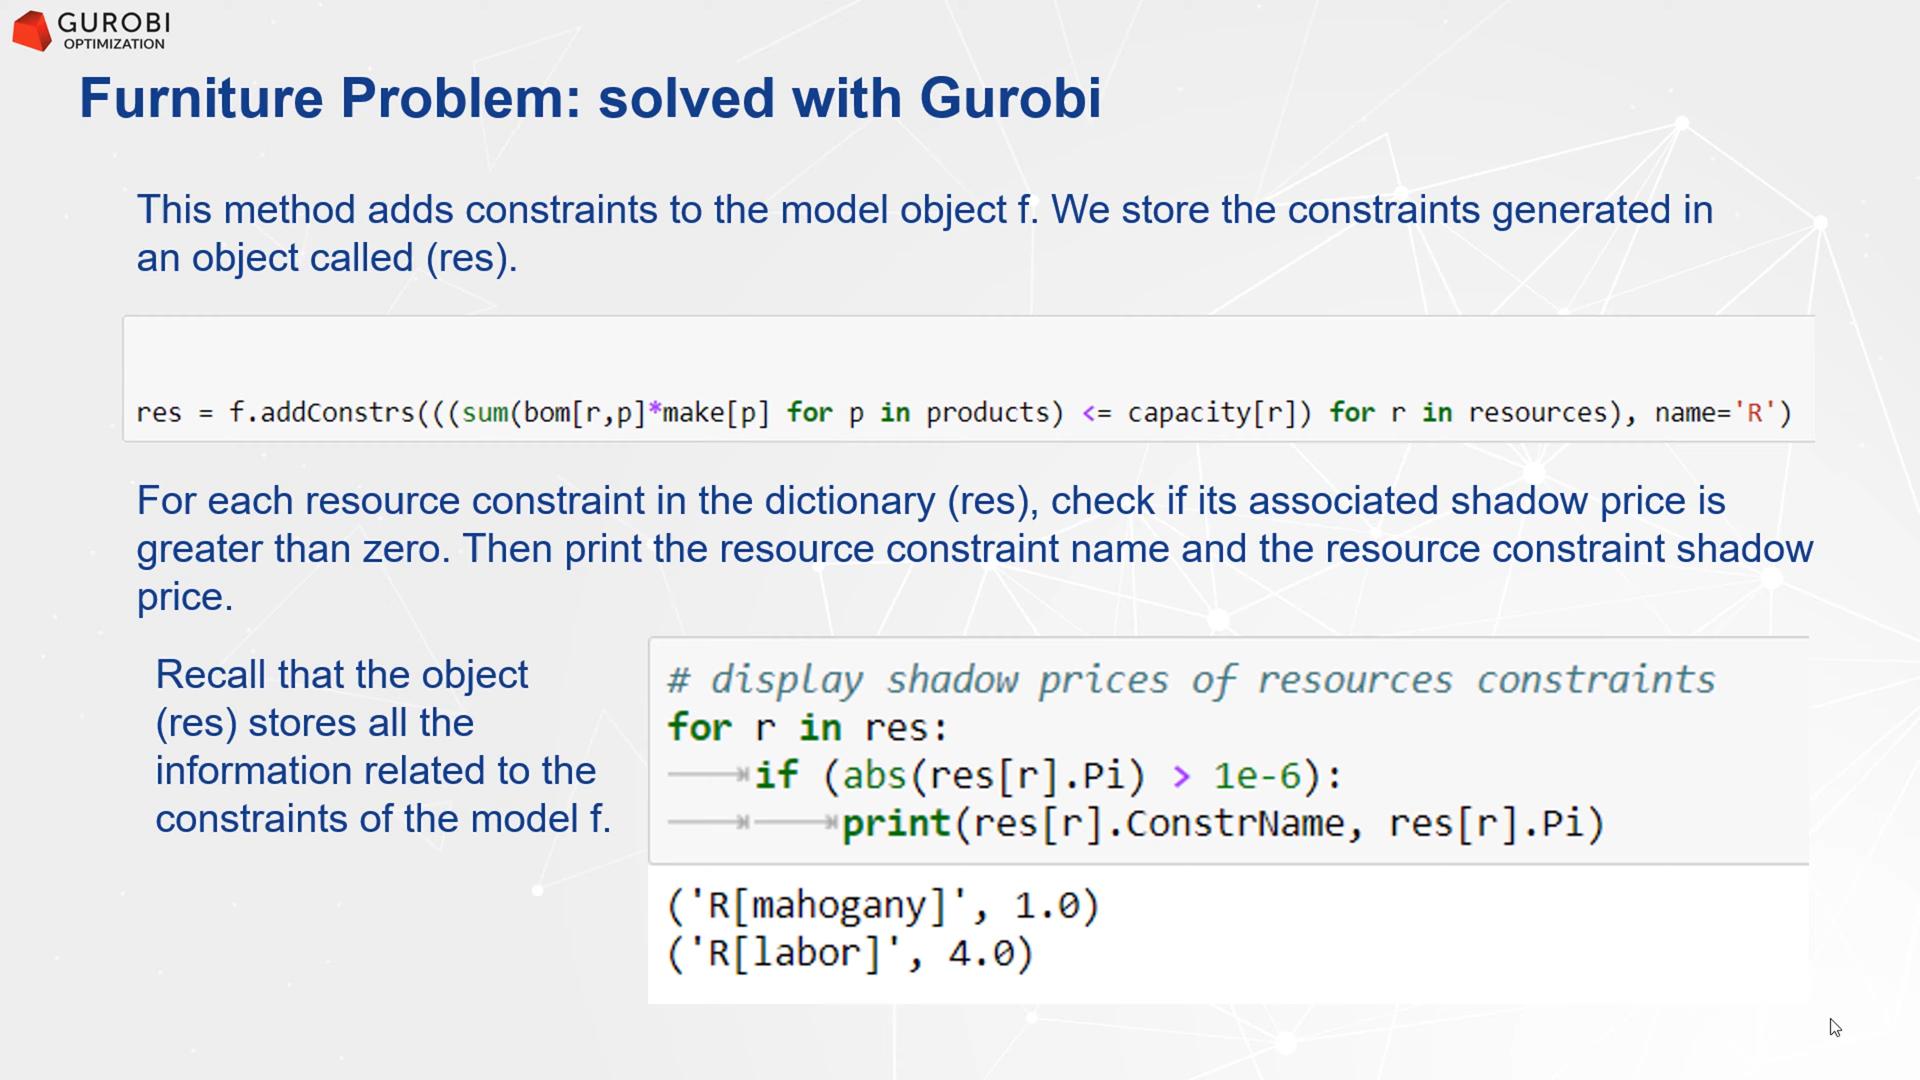 GUROBI
OPTIMIZATION
Furniture Problem: solved with Gurobi
This method adds constraints to the model object f. We store the constraints generated in
an object called (res).
res = f.addConstrs(((sum(bom[r,p]*make[p] for p in products) <= capacity[r]) for r in resources), name='R')
For each resource constraint in the dictionary (res), check if its associated shadow price is
greater than zero. Then print the resource constraint name and the resource constraint shadow
price.
Recall that the object
(res) stores all the
information related to the
constraints of the model f.
# display shadow prices of resources constraints
for r in res:
if (abs(res[r].Pi) > 1e-6):
print(res[r].ConstrName, res[r].Pi)
('R[mahogany]', 1.0)
('R[labor]', 4.0)